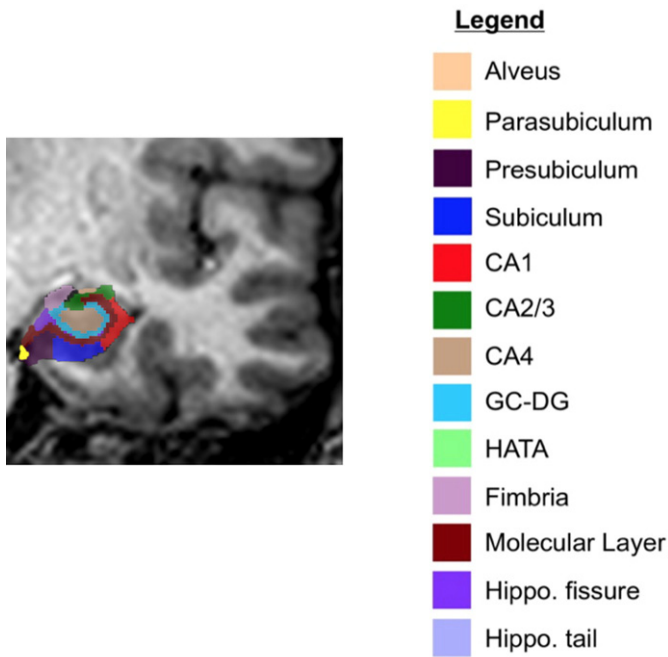 Legend
Alveus
Parasubiculum
Presubiculum
Subiculum
CA1
CA2/3
CA4
GC-DG
HATA
Fimbria
Molecular Layer
Hippo. fissure
Hippo. tail